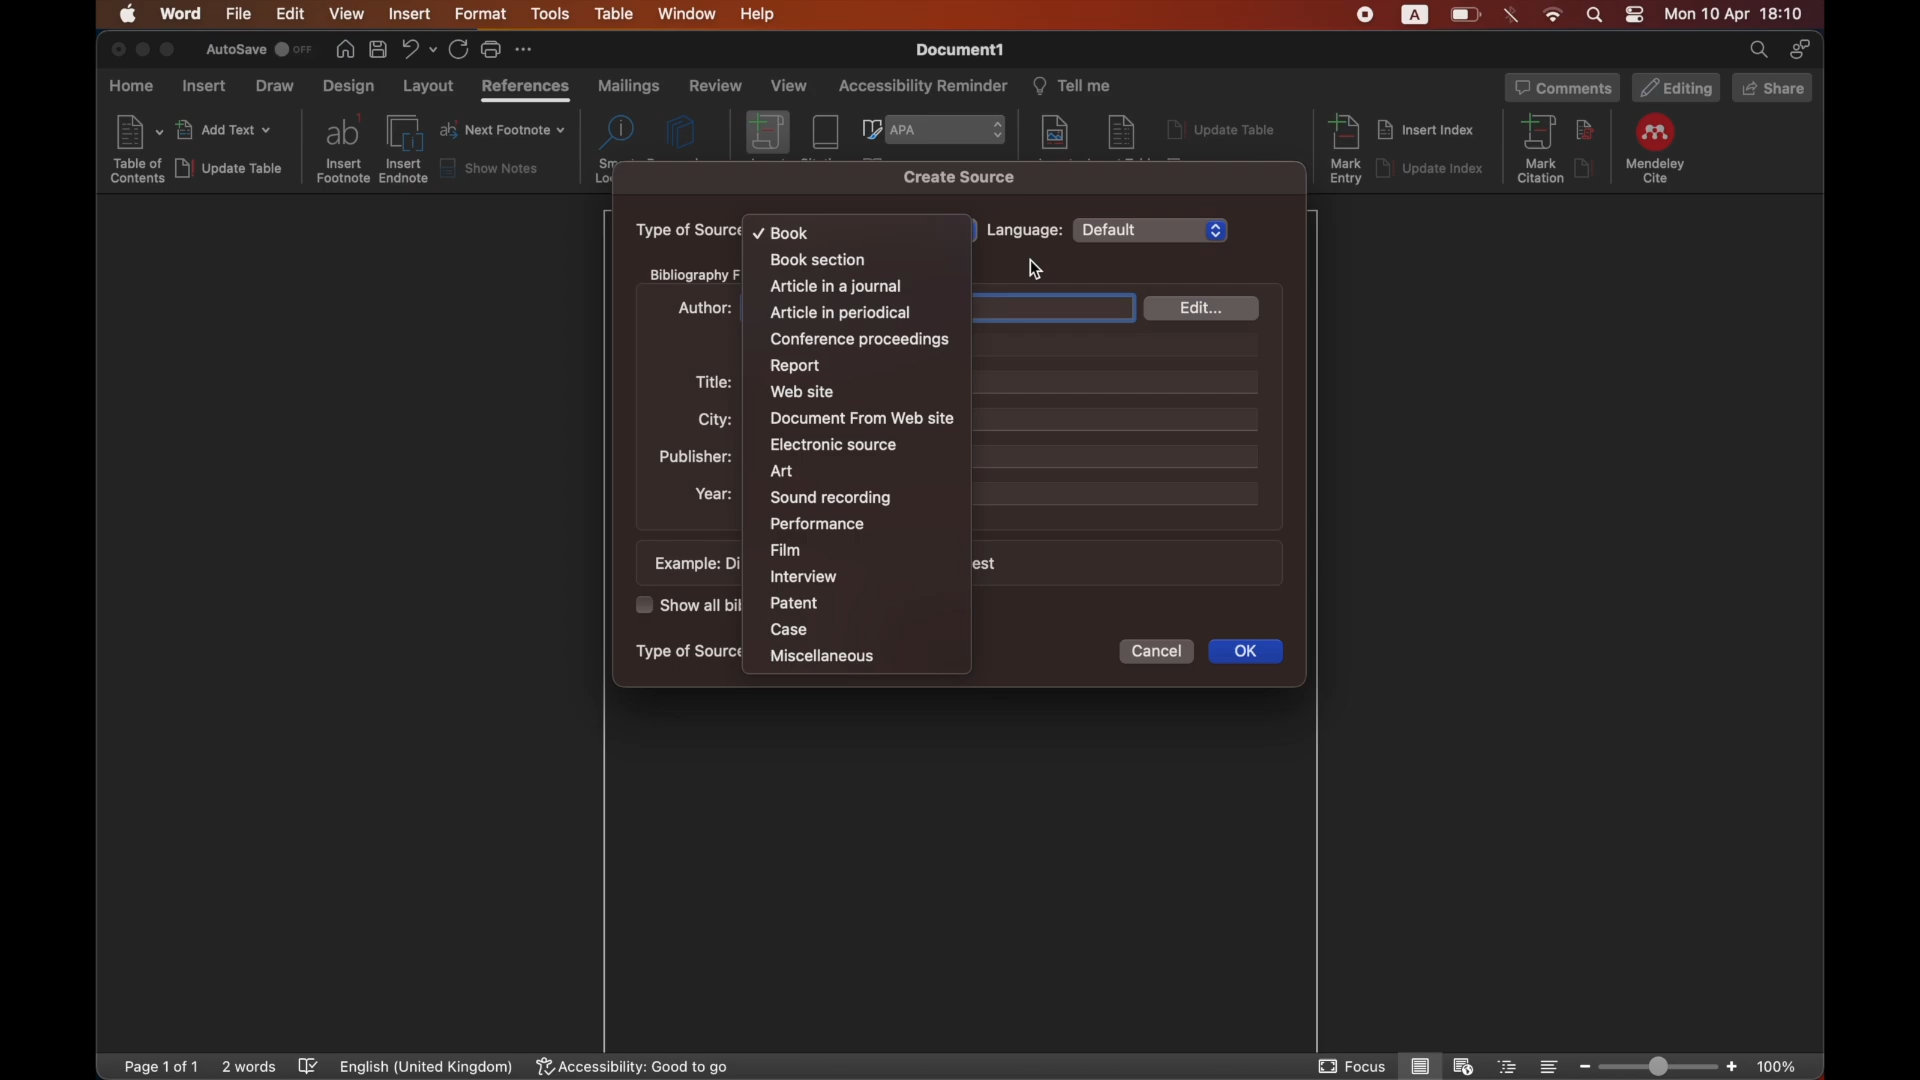 Word File Edit View Insert Format Tools Table Window Help A Mon 10 Apr 18:10
AutoSave OFF Document1
Home Insert Draw Design Layout References Mailings Review View Accessibility Reminder Tell me Comments Editing Share
Table of Contents
Add Text
Update Table
ab
Insert Footnote
Insert Endnote
ab Next Footnote
Show Notes
APA
Update Table
Mark Entry
Insert Index
Update Index
Mark Citation
Mendeley Cite
Create Source
Type of Source
Language: Default
Bibliography F
Author:
Edit...
Title:
City:
Publisher:
Year:
Book
Book section
Article in a journal
Article in periodical
Conference proceedings
Report
Web site
Document From Web site
Electronic source
Art
Sound recording
Performance
Film
Interview
Patent
Case
Miscellaneous
Example: Di
est
Show all bi
Type of Source
Cancel OK
Page 1 of 1 2 words English (United Kingdom) Accessibility: Good to go Focus 100%